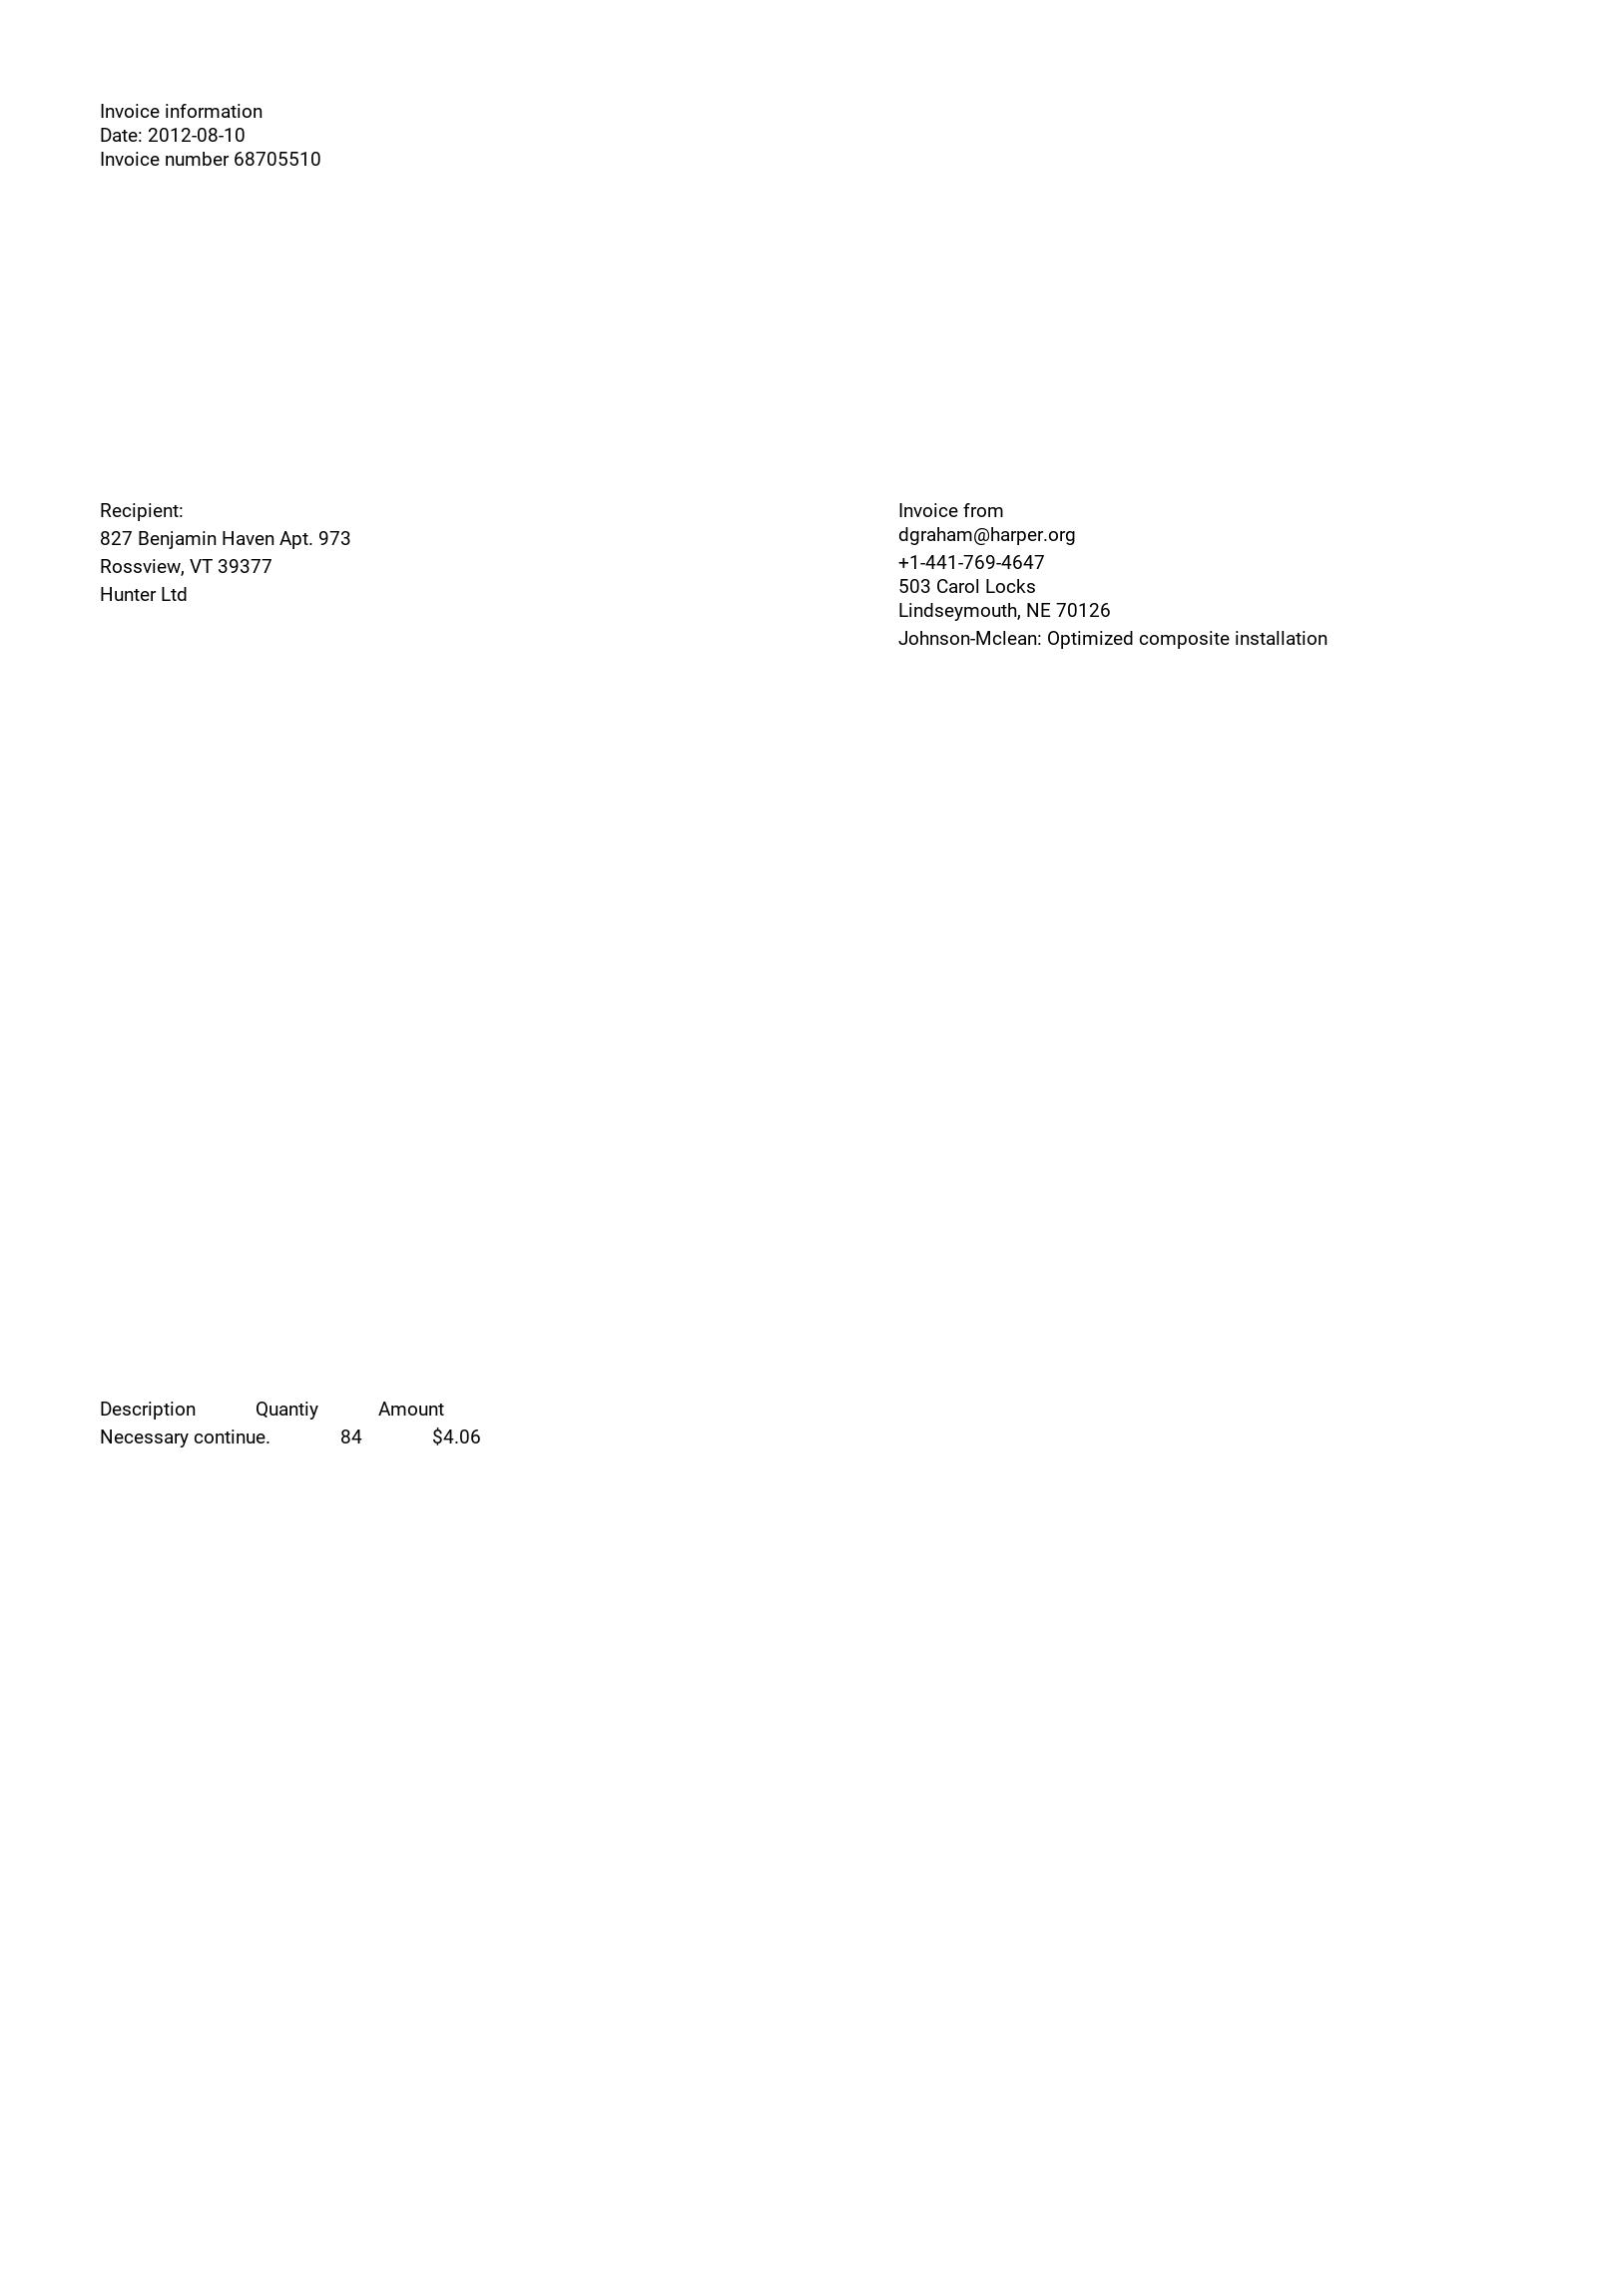 Invoice information
Date: 2012-08-10
Invoice number 68705510
Recipient:
827 Benjamin Haven Apt. 973
Rossview, VT 39377
Hunter Ltd
Invoice from
dgraham@harper.org
+1-441-769-4647
503 Carol Locks
Lindseymouth, NE 70126
Johnson-Mclean: Optimized composite installation
Description Quantiy Amount
Necessary continue. 84 $4.06